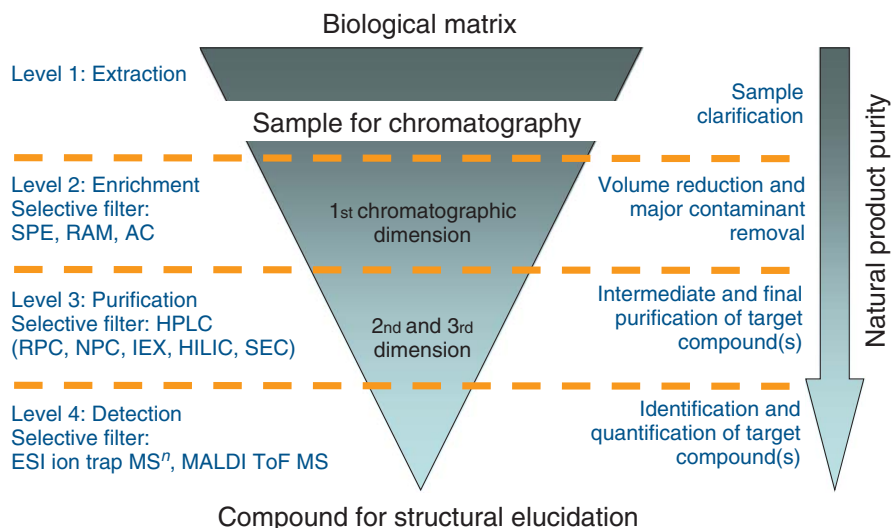 Biological matrix
Level 1: Extraction
Sample
clarification
Sample for chromatography
Level 2: Enrichment
Selective filter:
SPE, RAM, AC
1st chromatographic
dimension
Volume reduction and
major contaminant
removal
Level 3: Purification
Selective filter: HPLC
(RPC, NPC, IEX, HILIC, SEC)
2nd and 3rd
dimension
Intermediate and final
purification of target
compound(s)
Level 4: Detection
Selective filter:
ESI ion trap MSⁿ, MALDI ToF MS
Identification and
quantification of target
compound(s)
Compound for structural elucidation
Natural product purity